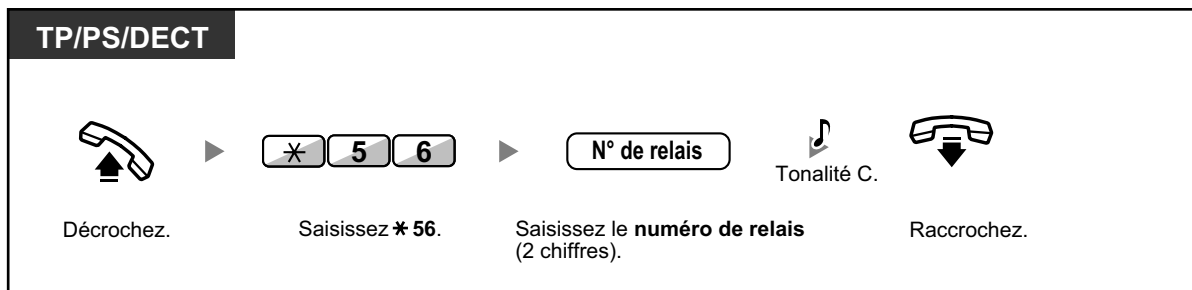 TP/PS/DECT
* 5 6
N° de relais
Tonalité C.
Décrochez.
Saisissez * 56.
Saisissez le numéro de relais
(2 chiffres).
Raccrochez.